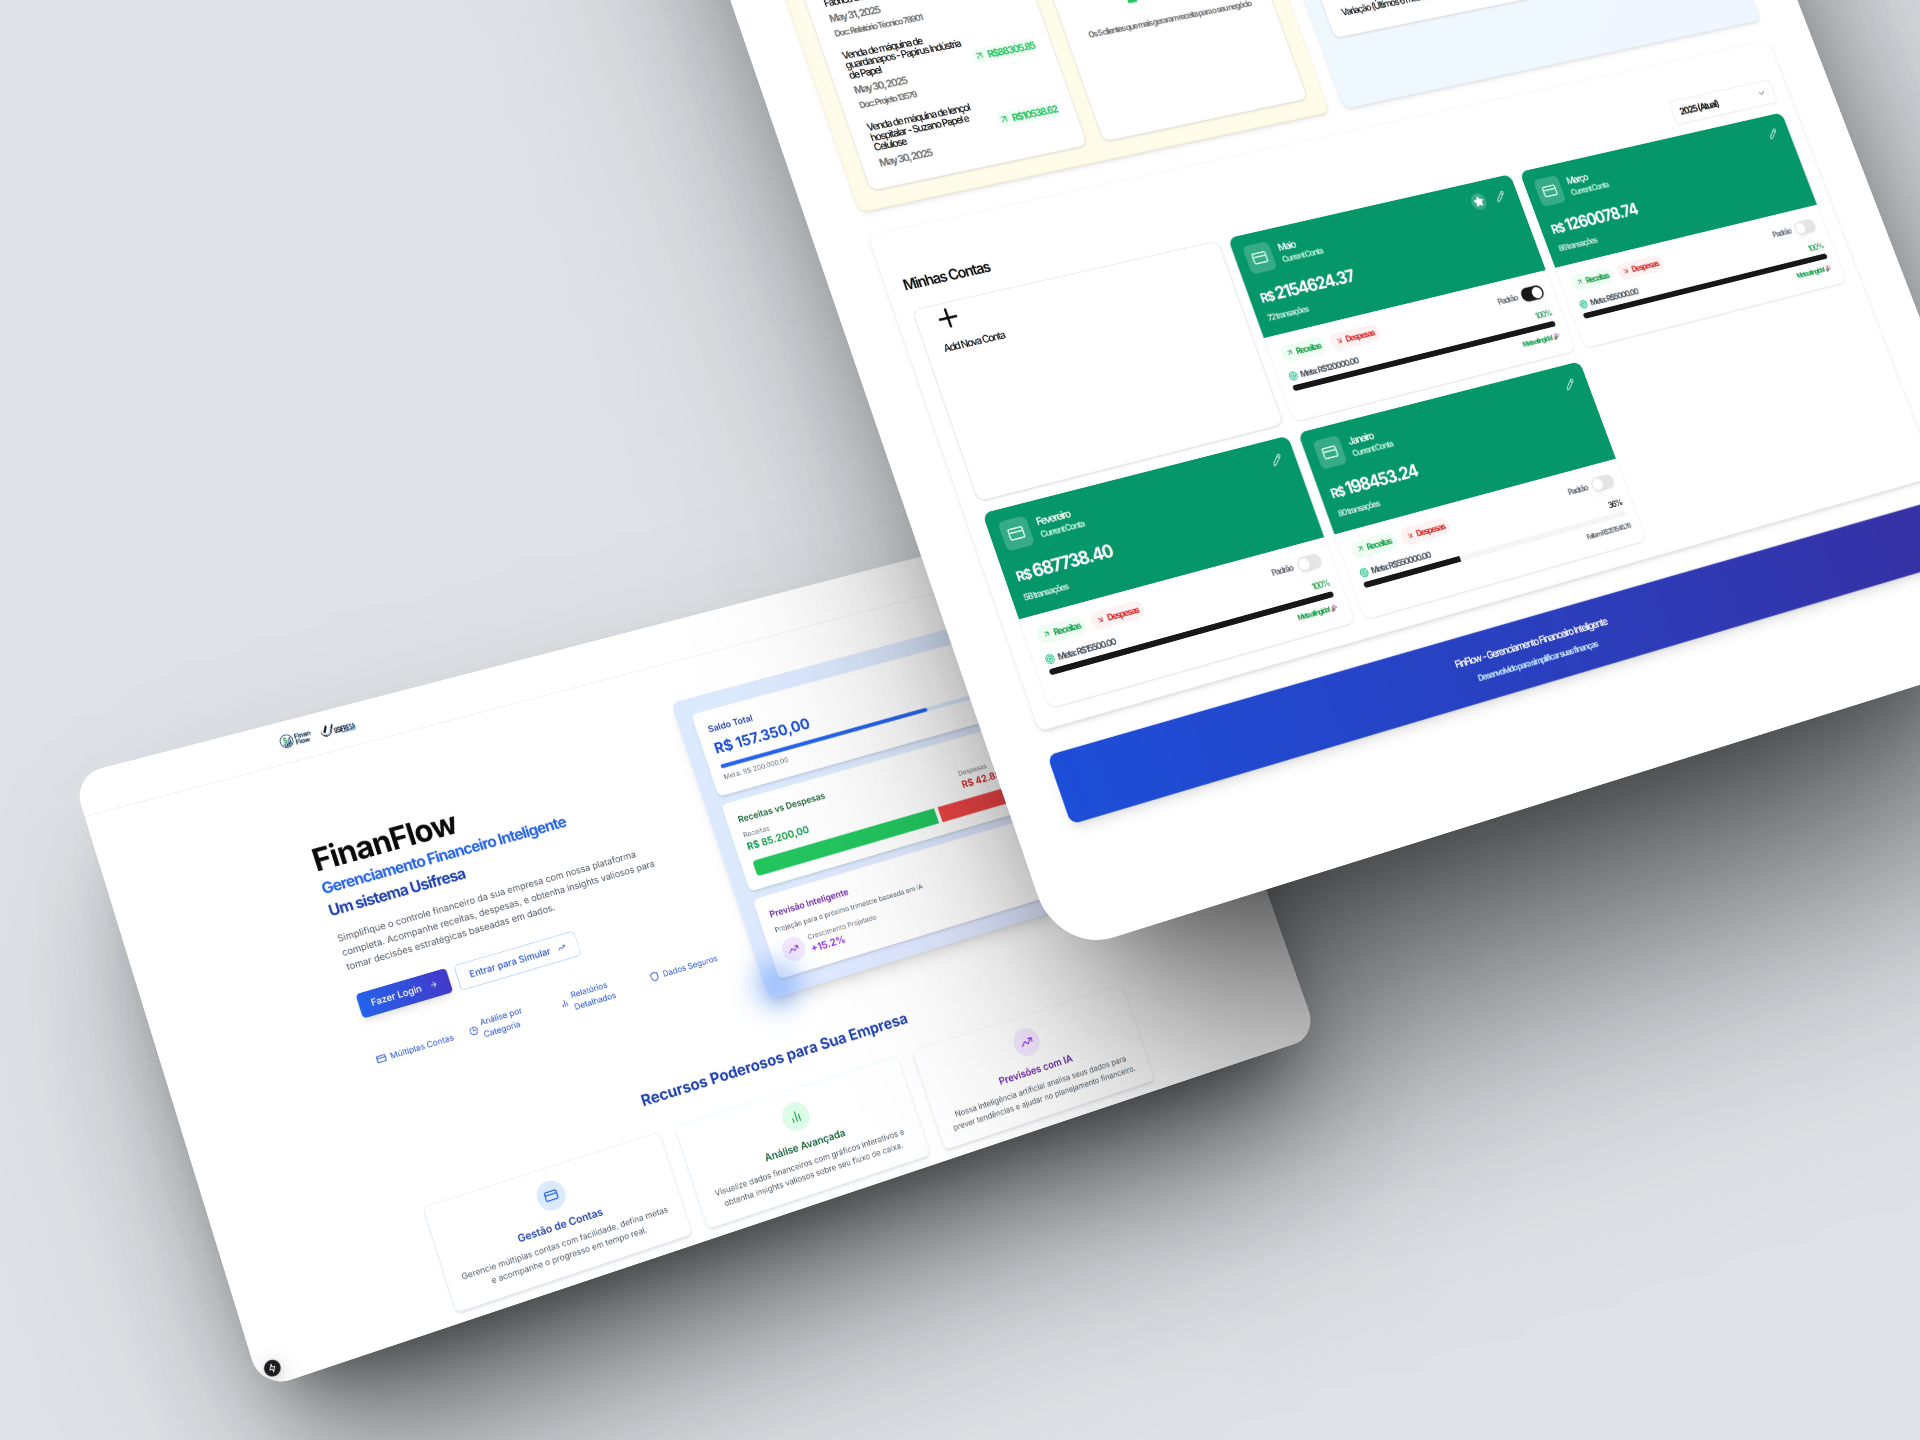 Finan
Flow
USIFRESA
FinanFlow
Gerenciamento Financeiro Inteligente
Um sistema Usifresa
Simplifique o controle financeiro da sua empresa com nossa plataforma
completa. Acompanhe receitas, despesas, e obtenha insights valiosos para
tomar decisões estratégicas baseadas em dados.
Fazer Login
Entrar para Simular
Múltiplas Contas
Análise por
Categoria
Relatórios
Detalhados
Dados Seguros
Saldo Total
R$ 157.350,00
Meta: R$ 200.000,00
Receitas vs Despesas
Receitas
R$ 85.200,00
Despesas
R$ 42.8
Previsão Inteligente
Projeção para o próximo trimestre baseada em IA
Crescimento Projetado
+15.2%
Recursos Poderosos para Sua Empresa
Gestão de Contas
Gerencie múltiplas contas com facilidade, defina metas
e acompanhe o progresso em tempo real.
Análise Avançada
Visualize dados financeiros com gráficos interativos e
obtenha insights valiosos sobre seu fluxo de caixa.
Previsões com IA
Nossa inteligência artificial analisa seus dados para
prever tendências e ajudar no planejamento financeiro.
May 31, 2025
Doc: Relatório Técnico 78901
Venda de máquina de
guardanapos - Papirus Indústria
de Papel
R$88305.85
May 30, 2025
Doc: Projeto 13579
Venda de máquina de lençol
hospitalar - Suzano Papel e
Celulose
R$10538.62
May 30, 2025
Os 5 clientes que mais geraram receita para o seu negócio
2025 (Atual)
Minhas Contas
Add Nova Conta
Maio
Current Conta
R$ 2154624.37
72 transações
Padrão
Receitas
Despesas
100%
Meta: R$120000.00
Meta atingida!
Março
Current Conta
R$ 1260078.74
86 transações
Padrão
Receitas
Despesas
100%
Meta: R$5000.00
Meta atingida!
Fevereiro
Current Conta
R$ 687738.40
58 transações
Padrão
Receitas
Despesas
100%
Meta: R$15500.00
Meta atingida!
Janeiro
Current Conta
R$ 198453.24
80 transações
Padrão
Receitas
Despesas
36%
Meta: R$550000.00
FinFlow - Gerenciamento Financeiro Inteligente
Desenvolvido para simplificar suas finanças